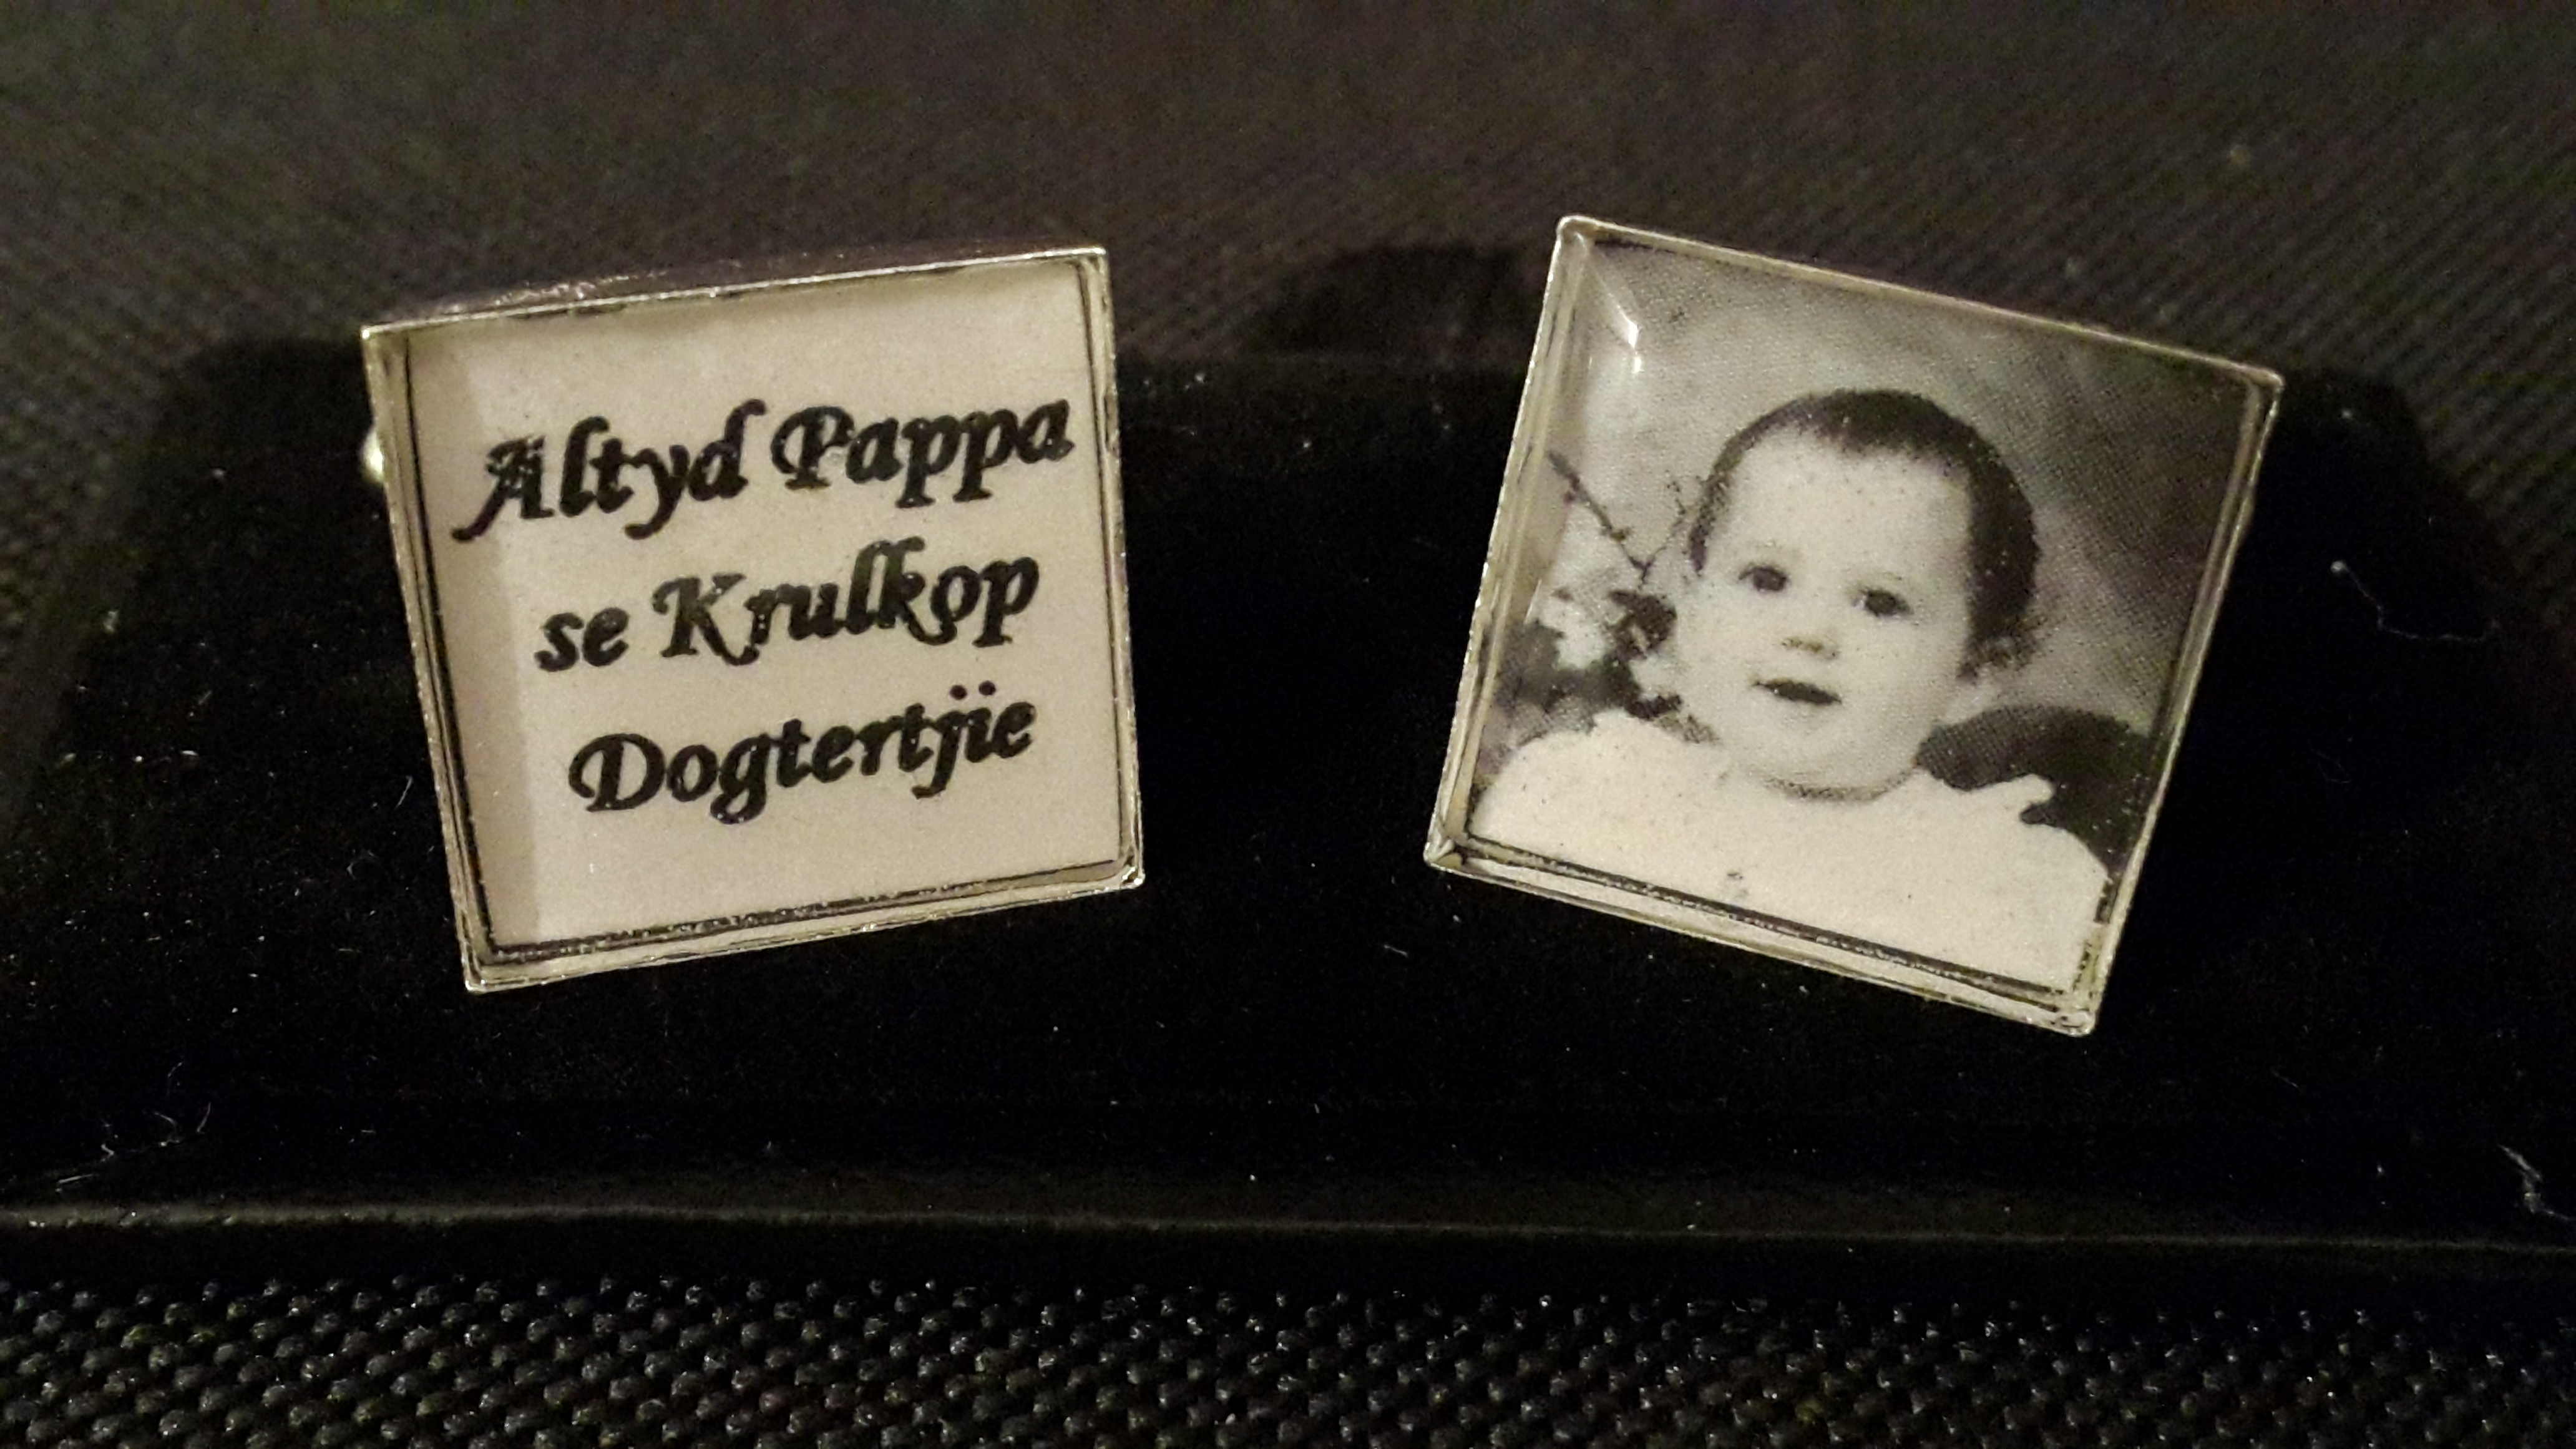 Altyd Pappa
se Krulkop
Dogtertjie